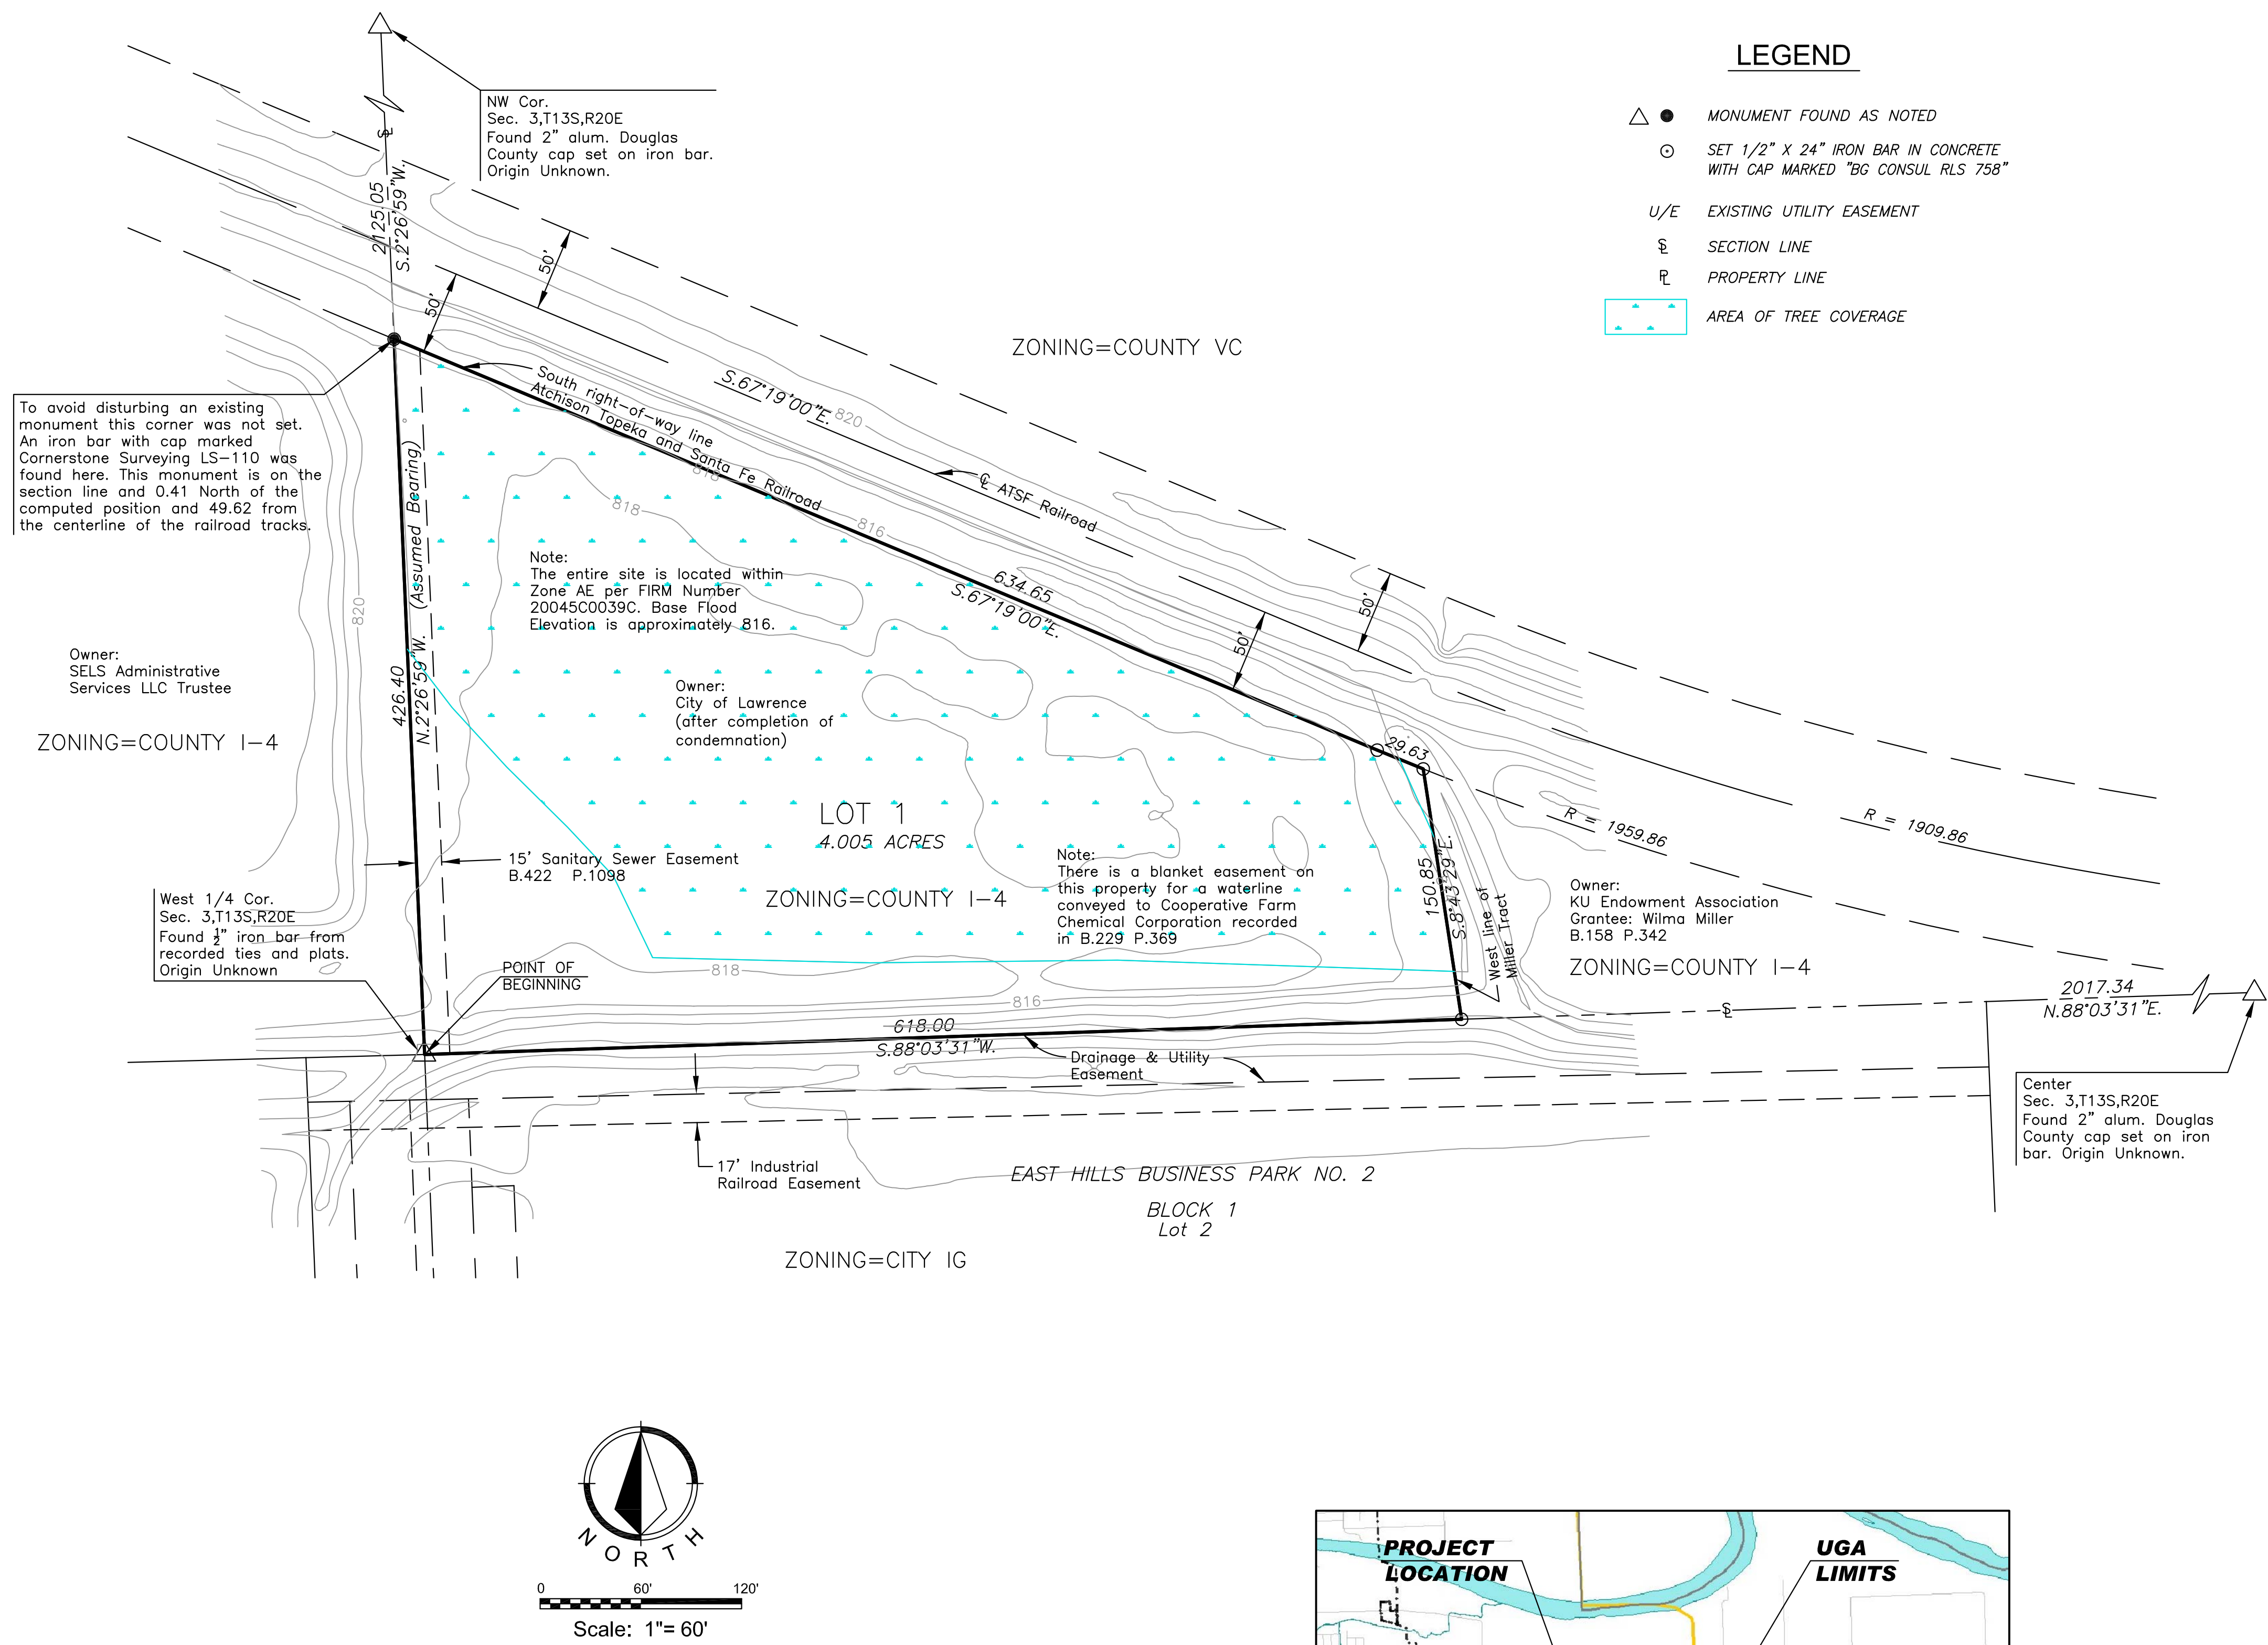 LEGEND
MONUMENT FOUND AS NOTED
SET 1/2" X 24" IRON BAR IN CONCRETE
WITH CAP MARKED "BG CONSUL RLS 758"
U/E EXISTING UTILITY EASEMENT
SECTION LINE
PROPERTY LINE
AREA OF TREE COVERAGE
NW Cor.
Sec. 3,T13S,R20E
Found 2" alum. Douglas
County cap set on iron bar.
Origin Unknown.
2125.05
S.2°26'59"W.
50'
50'
ZONING=COUNTY VC
S.67°19'00"E.
820
South right-of-way line
Atchison Topeka and Santa Fe Railroad
818
℄ ATSF Railroad
To avoid disturbing an existing
monument this corner was not set.
An iron bar with cap marked
Cornerstone Surveying LS-110 was
found here. This monument is on the
section line and 0.41 North of the
computed position and 49.62 from
the centerline of the railroad tracks.
818
816
820
Note:
The entire site is located within
Zone AE per FIRM Number
20045C0039C. Base Flood
Elevation is approximately 816.
634.65
S.67°19'00"E.
50'
50'
Owner:
SELS Administrative
Services LLC Trustee
ZONING=COUNTY I-4
426.40
N.2°26'59"W. (Assumed Bearing)
Owner:
City of Lawrence
(after completion of
condemnation)
29.63
LOT 1
4.005 ACRES
ZONING=COUNTY I-4
15' Sanitary Sewer Easement
B.422 P.1098
Note:
There is a blanket easement on
this property for a waterline
conveyed to Cooperative Farm
Chemical Corporation recorded
in B.229 P.369
150.85
S.8°43'29"E.
West line of
Miller Tract
R = 1959.86
R = 1909.86
Owner:
KU Endowment Association
Grantee: Wilma Miller
B.158 P.342
ZONING=COUNTY I-4
West 1/4 Cor.
Sec. 3,T13S,R20E
Found ½" iron bar from
recorded ties and plats.
Origin Unknown
POINT OF
BEGINNING
818
816
618.00
S.88°03'31"W.
2017.34
N.88°03'31"E.
Drainage & Utility
Easement
Center
Sec. 3,T13S,R20E
Found 2" alum. Douglas
County cap set on iron
bar. Origin Unknown.
17' Industrial
Railroad Easement
EAST HILLS BUSINESS PARK NO. 2
BLOCK 1
Lot 2
ZONING=CITY IG
NORTH
0 60' 120'
Scale: 1"= 60'
PROJECT
LOCATION
UGA
LIMITS